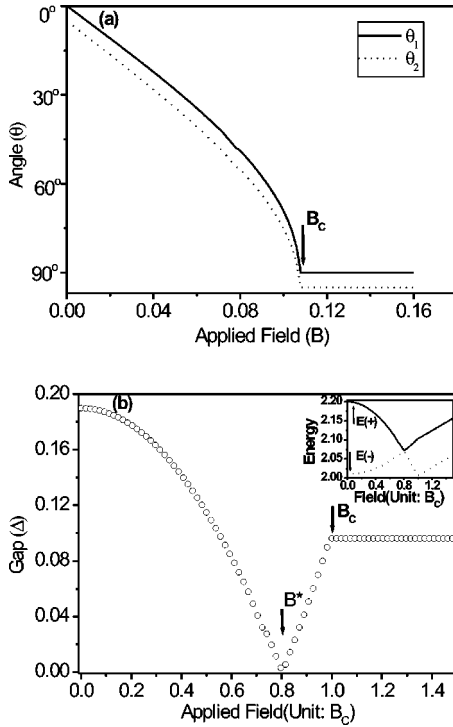 (a)
θ1
θ2
0°
30°
60°
90°
Angle (θ)
Bc
0.00 0.04 0.08 0.12 0.16
Applied Field (B)
(b)
0.20
0.16
0.12
0.08
0.04
0.00
Gap (Δ)
B*
Bc
0.0 0.2 0.4 0.6 0.8 1.0 1.2 1.4
Applied Field(Unit: Bc)
2.20
2.15
2.10
2.05
2.00
Energy
E(+)
E(-)
0.0 0.4 0.8 1.2
Field(Unit: Bc)